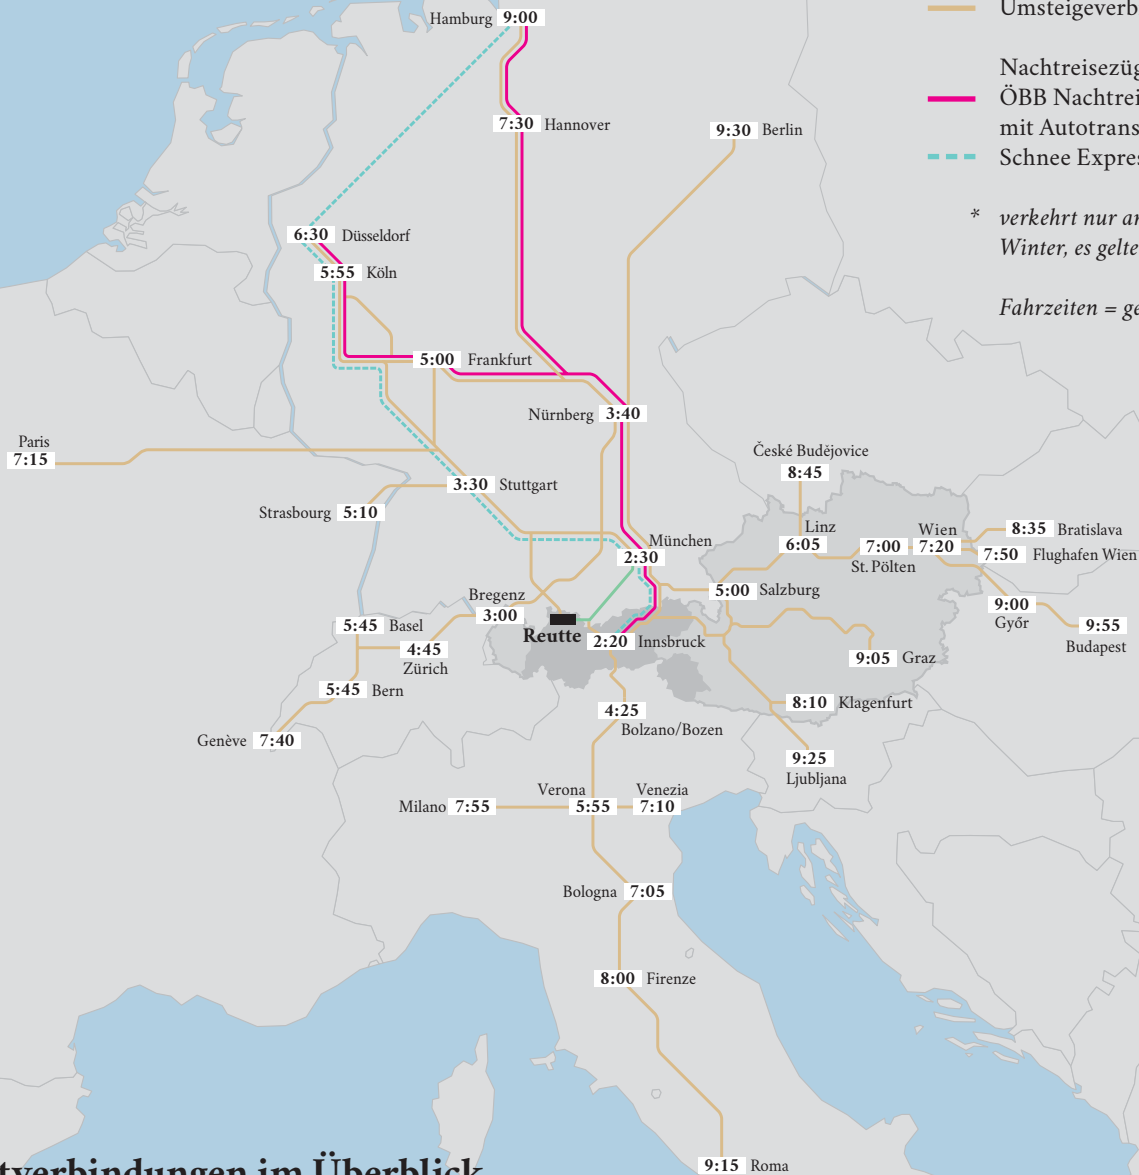 Hamburg 9:00
Umsteigeverb
Nachtreisezüg
ÖBB Nachtrei
mit Autotrans
Schnee Expres
* verkehrt nur an
Winter, es gelte
Fahrzeiten = ge
7:30 Hannover
9:30 Berlin
6:30 Düsseldorf
5:55 Köln
5:00 Frankfurt
Nürnberg 3:40
Paris
7:15
České Budějovice
8:45
3:30 Stuttgart
Strasbourg 5:10
Linz
6:05
Wien
7:20
7:00
St. Pölten
8:35 Bratislava
7:50 Flughafen Wien
München
2:30
5:00 Salzburg
Bregenz
3:00
9:00
Győr
9:55
Budapest
5:45 Basel
Reutte
2:20 Innsbruck
4:45
Zürich
9:05 Graz
5:45 Bern
8:10 Klagenfurt
4:25
Bolzano/Bozen
Genève 7:40
9:25
Ljubljana
Verona
5:55
Venezia
7:10
Milano 7:55
Bologna 7:05
8:00 Firenze
9:15 Roma
tverbindungen im Überblick